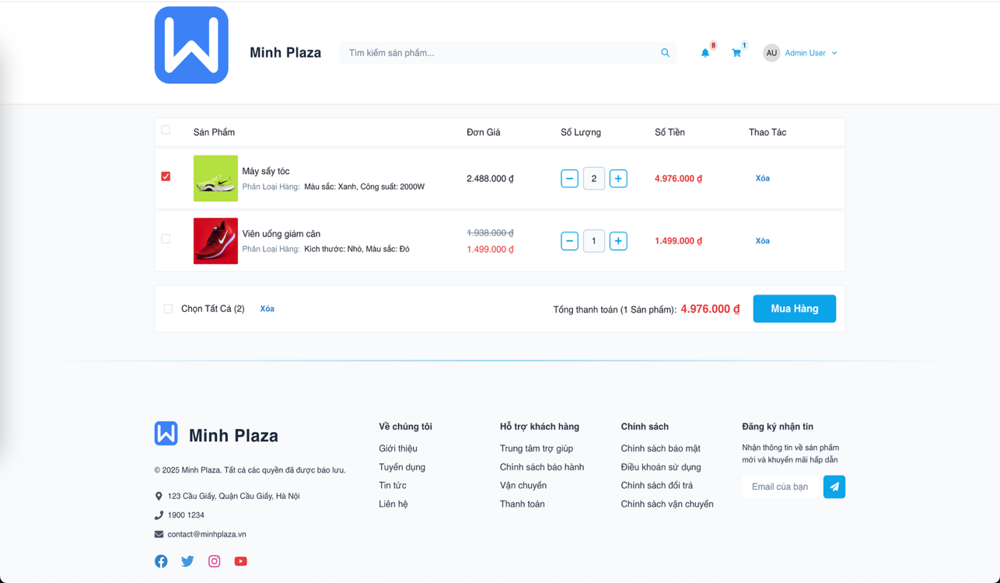 Minh Plaza
Tìm kiếm sản phẩm...
8
1
AU
Admin User
Sản Phẩm
Đơn Giá
Số Lượng
Số Tiền
Thao Tác
Máy sấy tóc
Phân Loại Hàng: Màu sắc: Xanh, Công suất: 2000W
2.488.000 ₫
2
4.976.000 ₫
Xóa
Viên uống giảm cân
Phân Loại Hàng: Kích thước: Nhỏ, Màu sắc: Đỏ
1.938.000 ₫
1.499.000 ₫
1
1.499.000 ₫
Xóa
Chọn Tất Cả (2)
Xóa
Tổng thanh toán (1 Sản phẩm): 4.976.000 ₫
Mua Hàng
Minh Plaza
© 2025 Minh Plaza. Tất cả các quyền đã được bảo lưu.
123 Cầu Giấy, Quận Cầu Giấy, Hà Nội
1900 1234
contact@minhplaza.vn
Về chúng tôi
Giới thiệu
Tuyển dụng
Tin tức
Liên hệ
Hỗ trợ khách hàng
Trung tâm trợ giúp
Chính sách bảo hành
Vận chuyển
Thanh toán
Chính sách
Chính sách bảo mật
Điều khoản sử dụng
Chính sách đổi trả
Chính sách vận chuyển
Đăng ký nhận tin
Nhận thông tin về sản phẩm
mới và khuyến mãi hấp dẫn
Email của bạn